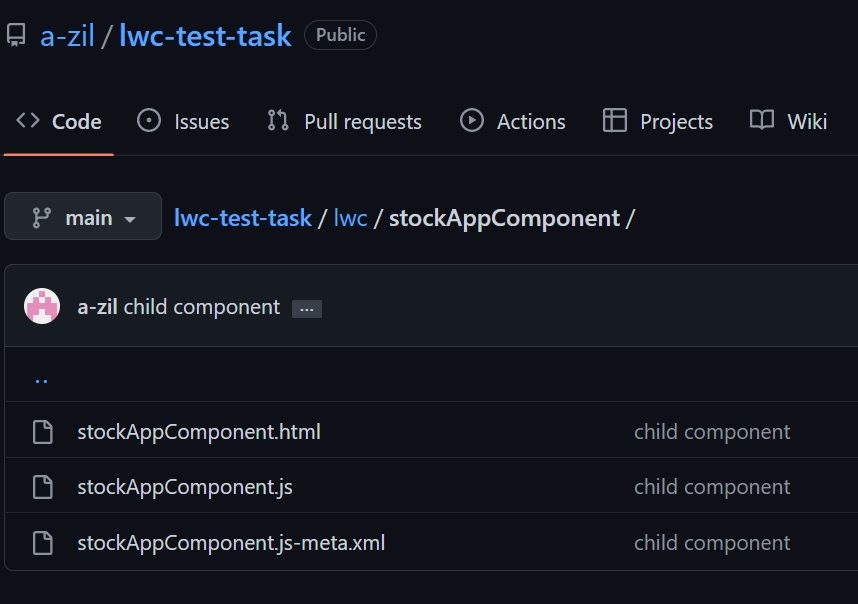 a-zil / lwc-test-task Public
Code Issues Pull requests Actions Projects Wiki
main lwc-test-task / lwc / stockAppComponent /
a-zil child component ...
..
stockAppComponent.html child component
stockAppComponent.js child component
stockAppComponent.js-meta.xml child component